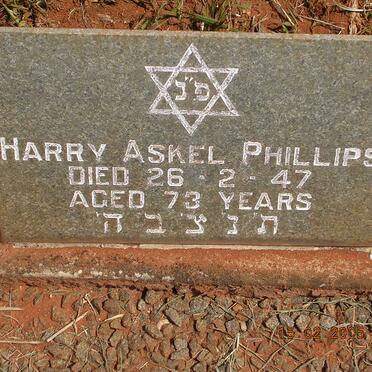 פ"נ
HARRY ASKEL PHILLIPS
DIED 26 - 2 - 47
AGED 73 YEARS
ת' נ' צ' ב' ה'